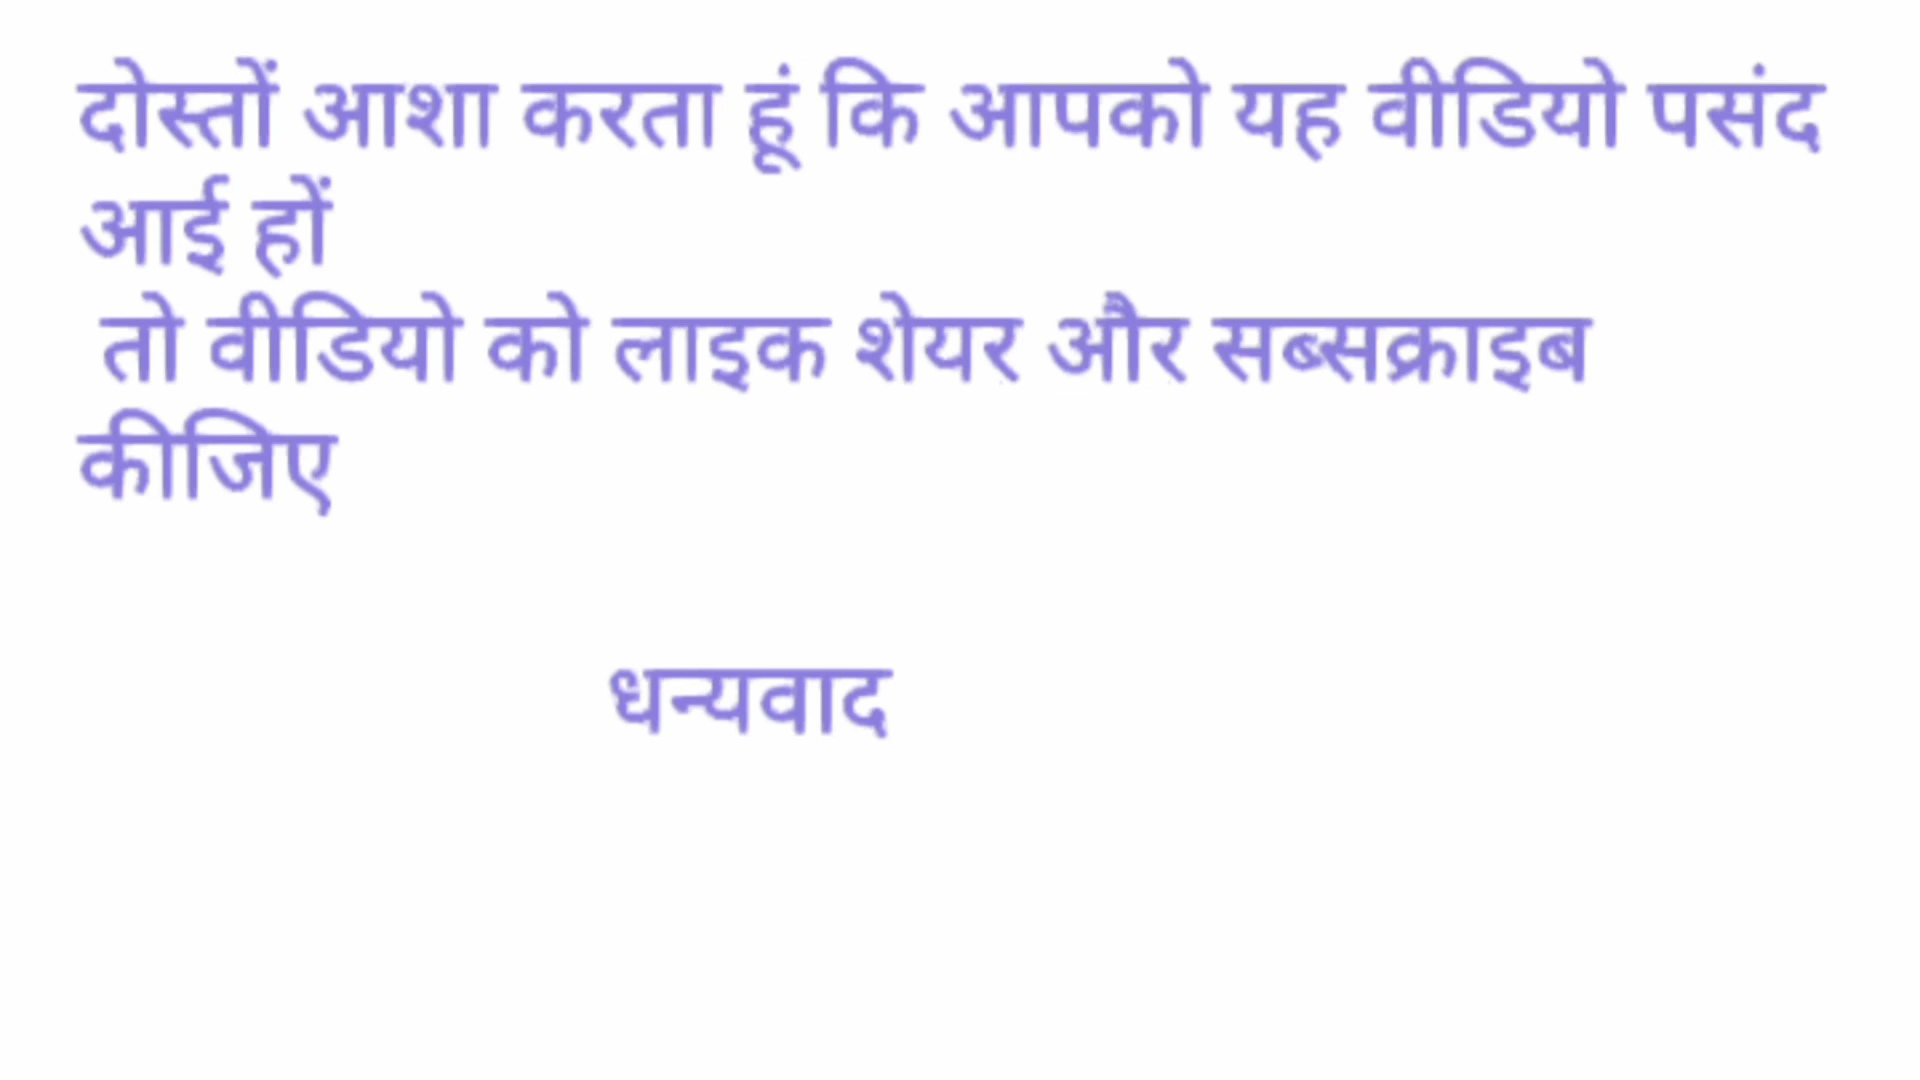 दोस्तों आशा करता हूं कि आपको यह वीडियो पसंद
आई हों
तो वीडियो को लाइक शेयर और सब्सक्राइब
कीजिए
धन्यवाद